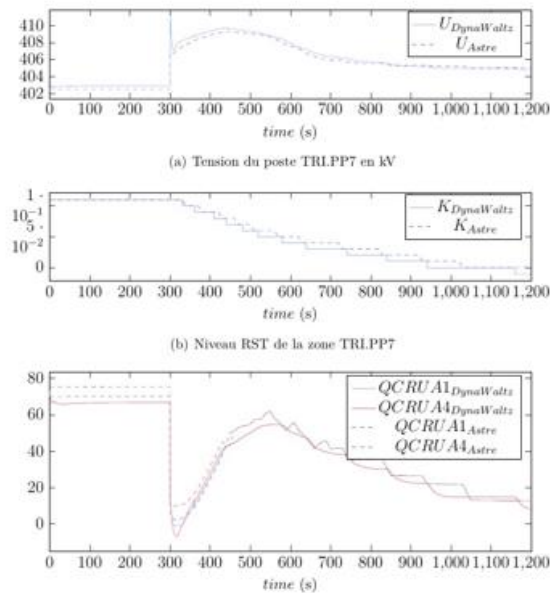 410
408
406
404
402
U_DynaWaltz
U_Astre
0 100 200 300 400 500 600 700 800 900 1,000 1,100 1,200
time (s)
(a) Tension du poste TRI.PP7 en kV
1
10^-1
5
10^-2
0
K_DynaWaltz
K_Astre
0 100 200 300 400 500 600 700 800 900 1,000 1,100 1,200
time (s)
(b) Niveau RST de la zone TRI.PP7
80
60
40
20
0
QCRUA1_DynaWaltz
QCRUA4_DynaWaltz
QCRUA1_Astre
QCRUA4_Astre
0 100 200 300 400 500 600 700 800 900 1,000 1,100 1,200
time (s)